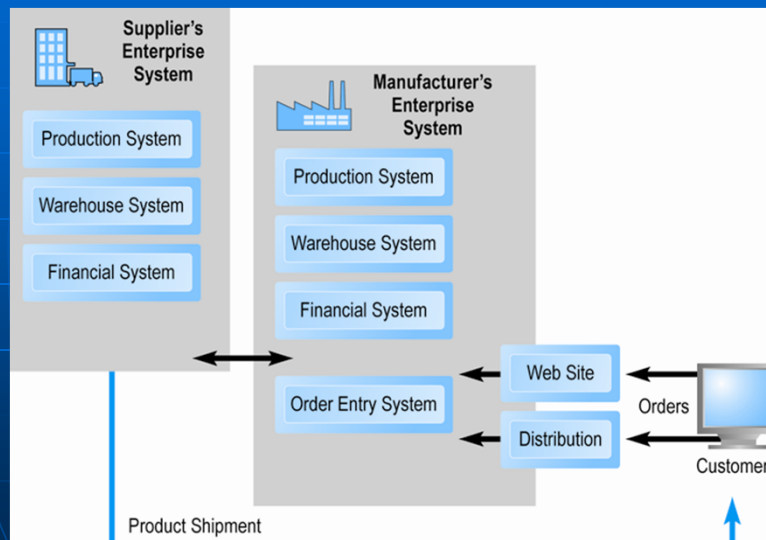 Supplier's
Enterprise
System
Production System
Warehouse System
Financial System
Manufacturer's
Enterprise
System
Production System
Warehouse System
Financial System
Order Entry System
Web Site
Distribution
Orders
Customer
Product Shipment